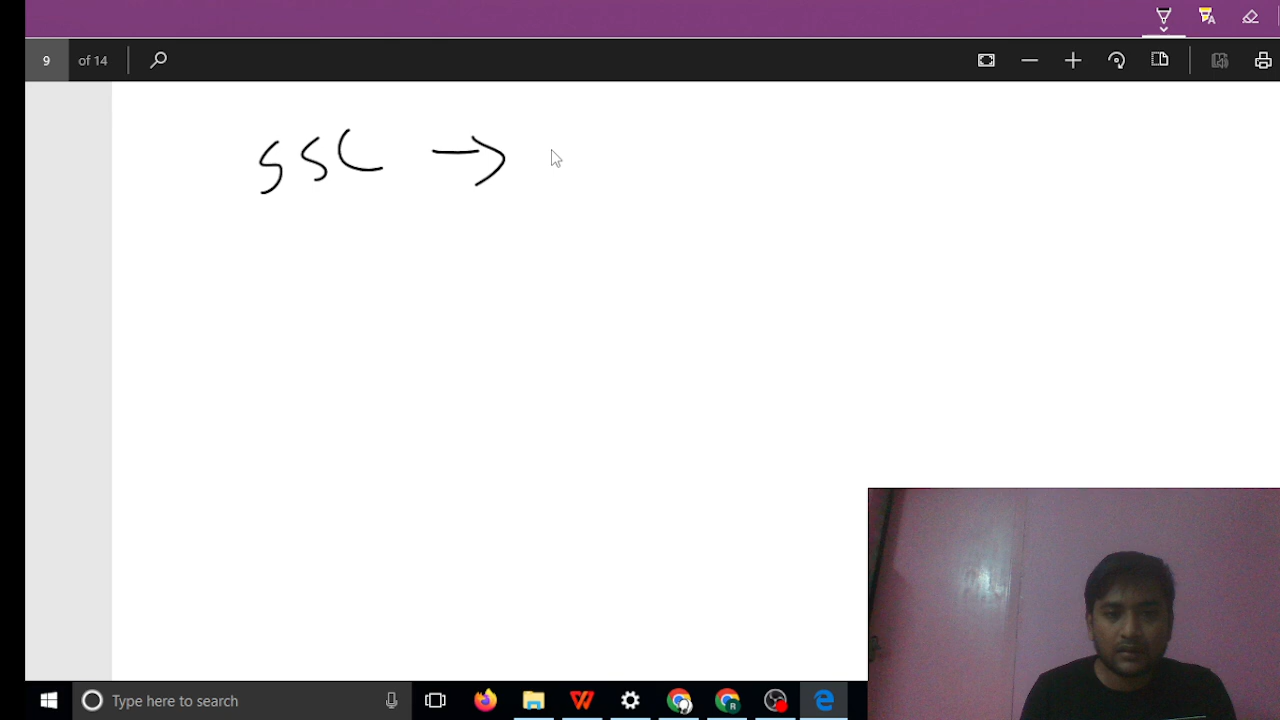 9 of 14
SSC →
Type here to search